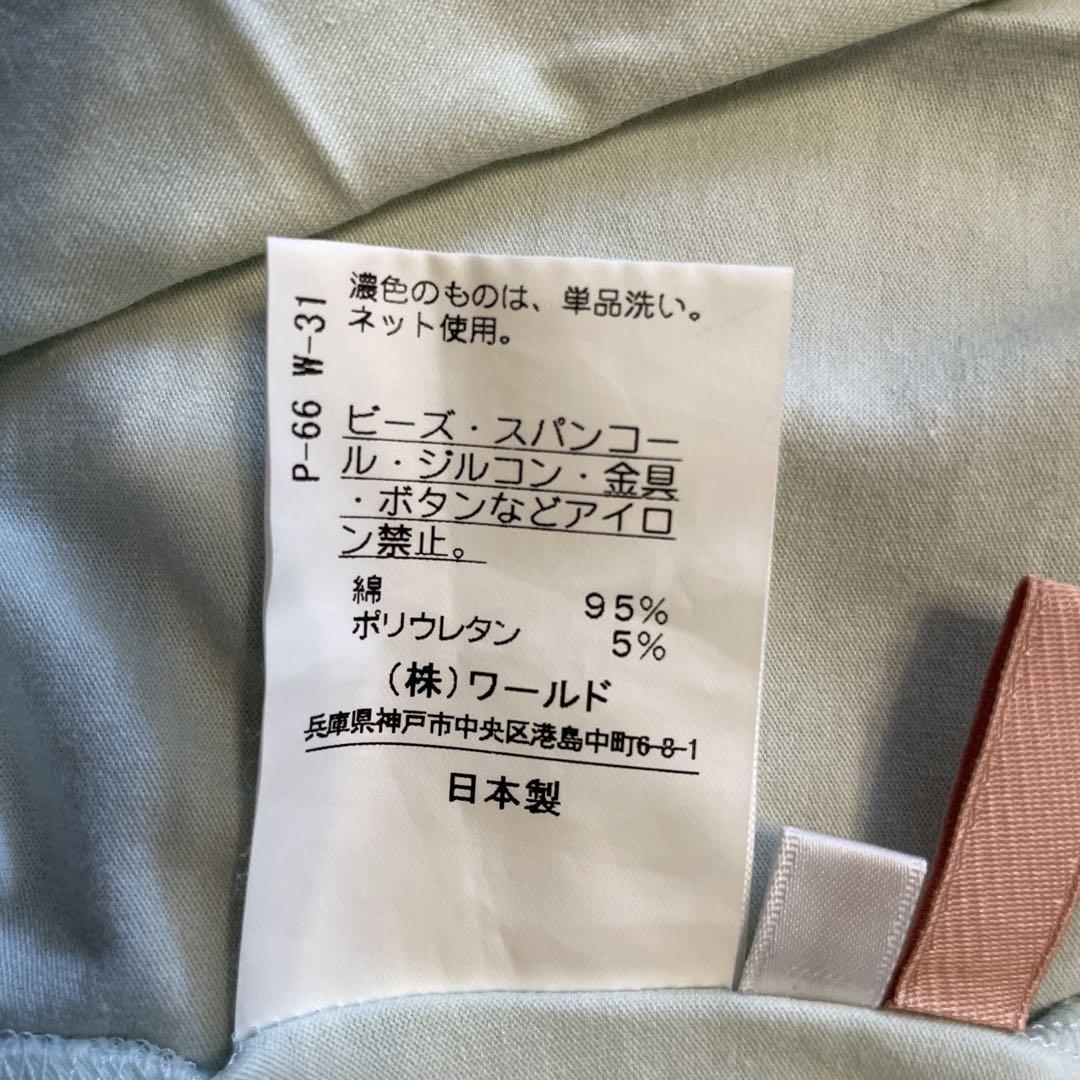 濃色のものは、単品洗い。
ネット使用。
P-66 W-31
ビーズ・スパンコー
ル・ジルコン・金具
・ボタンなどアイロ
ン禁止。
綿 95%
ポリウレタン 5%
(株)ワールド
兵庫県神戸市中央区港島中町6-8-1
日本製